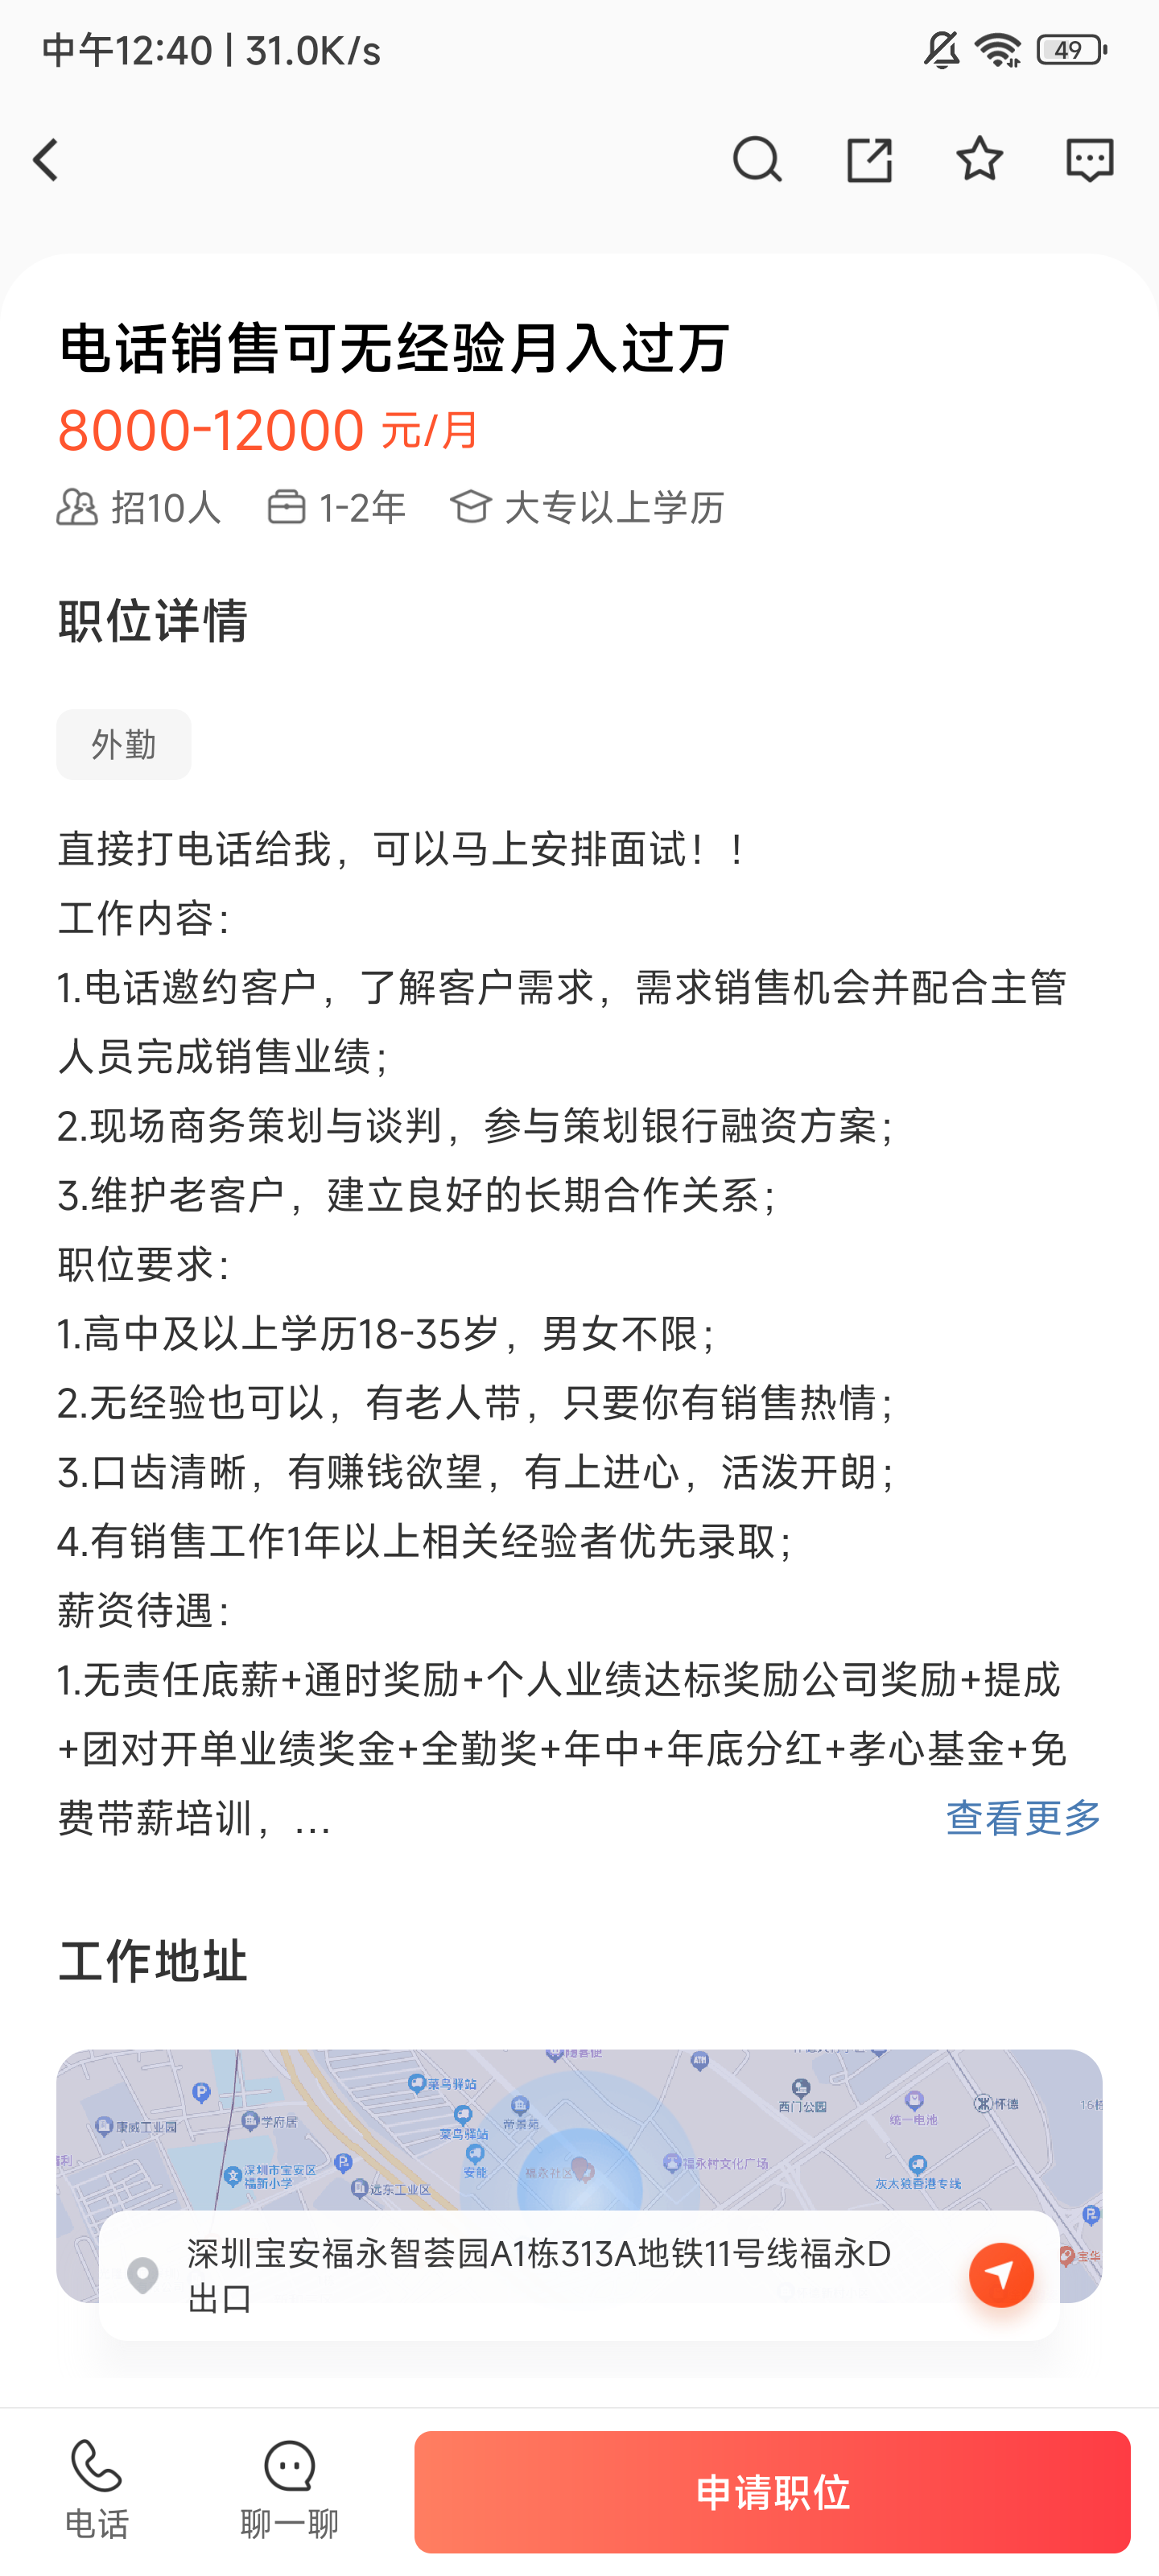 中午12:40 | 31.0K/s
49
电话销售可无经验月入过万
8000-12000 元/月
招10人 1-2年 大专以上学历
职位详情
外勤
直接打电话给我，可以马上安排面试！！
工作内容：
1.电话邀约客户，了解客户需求，需求销售机会并配合主管
人员完成销售业绩；
2.现场商务策划与谈判，参与策划银行融资方案；
3.维护老客户，建立良好的长期合作关系；
职位要求：
1.高中及以上学历18-35岁，男女不限；
2.无经验也可以，有老人带，只要你有销售热情；
3.口齿清晰，有赚钱欲望，有上进心，活泼开朗；
4.有销售工作1年以上相关经验者优先录取；
薪资待遇：
1.无责任底薪+通时奖励+个人业绩达标奖励公司奖励+提成
+团对开单业绩奖金+全勤奖+年中+年底分红+孝心基金+免
费带薪培训，... 查看更多
工作地址
ATM
P
菜鸟驿站
西门公园
统一电池
怀德
康威工业园
学府居
帝景苑
菜鸟驿站
深圳市宝安区
福新小学
安能
福永社区
福永村文化广场
灰太狼香港专线
远东工业区
宝华
深圳宝安福永智荟园A1栋313A地铁11号线福永D
出口
电话
聊一聊
申请职位